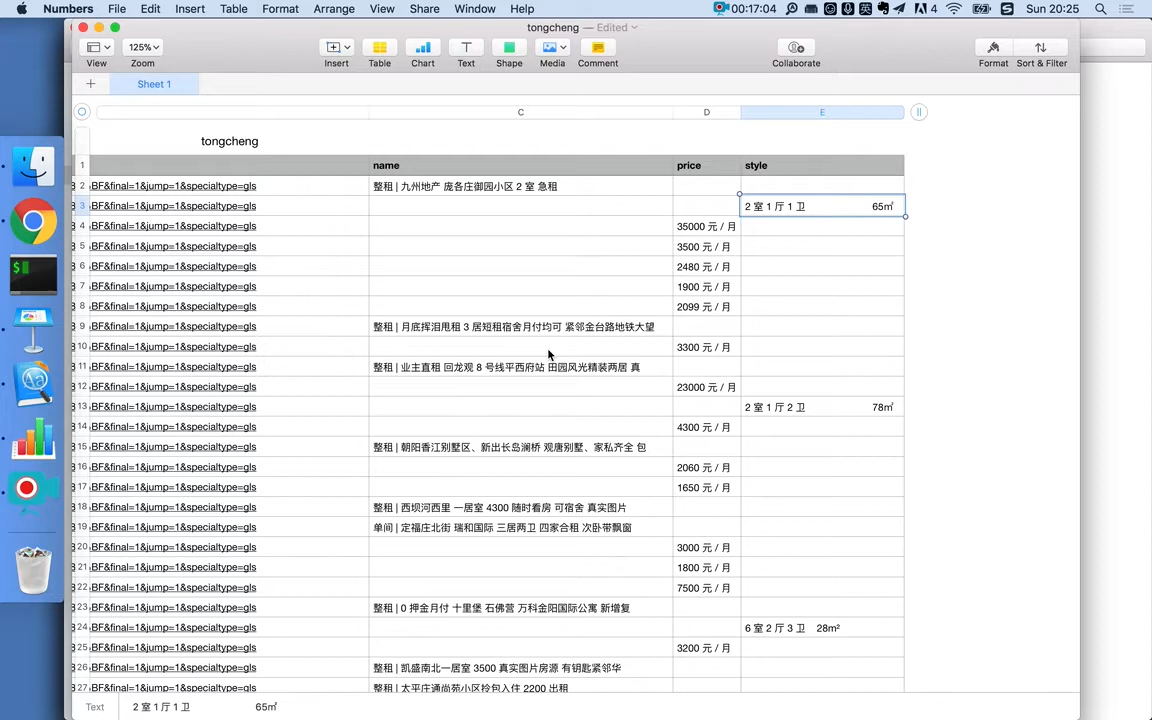 Numbers File Edit Insert Table Format Arrange View Share Window Help 00:17:04 4 Sun 20:25
tongcheng — Edited
125%
View Zoom Insert Table Chart Text Shape Media Comment Collaborate Format Sort & Filter
Sheet 1
C D E
tongcheng
1 name price style
2 BF&final=1&jump=1&specialtype=gls 整租 | 九州地产 庞各庄御园小区 2 室 急租
3 BF&final=1&jump=1&specialtype=gls 2 室 1 厅 1 卫 65㎡
4 BF&final=1&jump=1&specialtype=gls 35000 元 / 月
5 BF&final=1&jump=1&specialtype=gls 3500 元 / 月
6 BF&final=1&jump=1&specialtype=gls 2480 元 / 月
7 BF&final=1&jump=1&specialtype=gls 1900 元 / 月
8 BF&final=1&jump=1&specialtype=gls 2099 元 / 月
9 BF&final=1&jump=1&specialtype=gls 整租 | 月底挥泪甩租 3 居短租宿舍月付均可 紧邻金台路地铁大望
10 BF&final=1&jump=1&specialtype=gls 3300 元 / 月
11 BF&final=1&jump=1&specialtype=gls 整租 | 业主直租 回龙观 8 号线平西府站 田园风光精装两居 真
12 BF&final=1&jump=1&specialtype=gls 23000 元 / 月
13 BF&final=1&jump=1&specialtype=gls 2 室 1 厅 2 卫 78㎡
14 BF&final=1&jump=1&specialtype=gls 4300 元 / 月
15 BF&final=1&jump=1&specialtype=gls 整租 | 朝阳香江别墅区、新出长岛澜桥 观唐别墅、家私齐全 包
16 BF&final=1&jump=1&specialtype=gls 2060 元 / 月
17 BF&final=1&jump=1&specialtype=gls 1650 元 / 月
18 BF&final=1&jump=1&specialtype=gls 整租 | 西坝河西里 一居室 4300 随时看房 可宿舍 真实图片
19 BF&final=1&jump=1&specialtype=gls 单间 | 定福庄北街 瑞和国际 三居两卫 四家合租 次卧带飘窗
20 BF&final=1&jump=1&specialtype=gls 3000 元 / 月
21 BF&final=1&jump=1&specialtype=gls 1800 元 / 月
22 BF&final=1&jump=1&specialtype=gls 7500 元 / 月
23 BF&final=1&jump=1&specialtype=gls 整租 | 0 押金月付 十里堡 石佛营 万科金阳国际公寓 新增复
24 BF&final=1&jump=1&specialtype=gls 6 室 2 厅 3 卫 28m²
25 BF&final=1&jump=1&specialtype=gls 3200 元 / 月
26 BF&final=1&jump=1&specialtype=gls 整租 | 凯盛南北一居室 3500 真实图片房源 有钥匙紧邻华
27 BF&final=1&jump=1&specialtype=gls 整租 | 太平庄通尚苑小区拎包入住 2200 出租
Text 2 室 1 厅 1 卫 65㎡